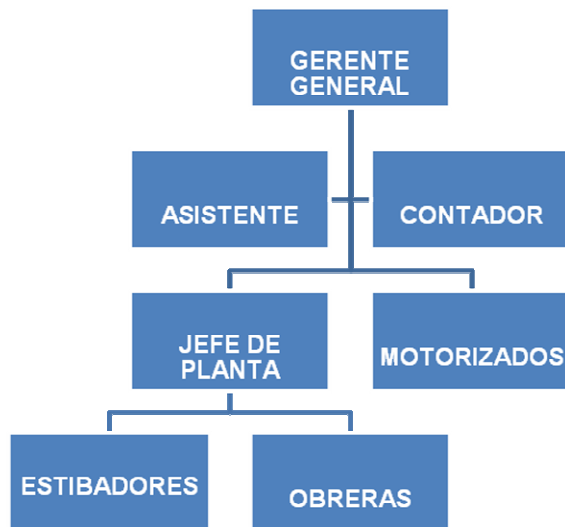 GERENTE
GENERAL
ASISTENTE
CONTADOR
JEFE DE
PLANTA
MOTORIZADOS
ESTIBADORES
OBRERAS